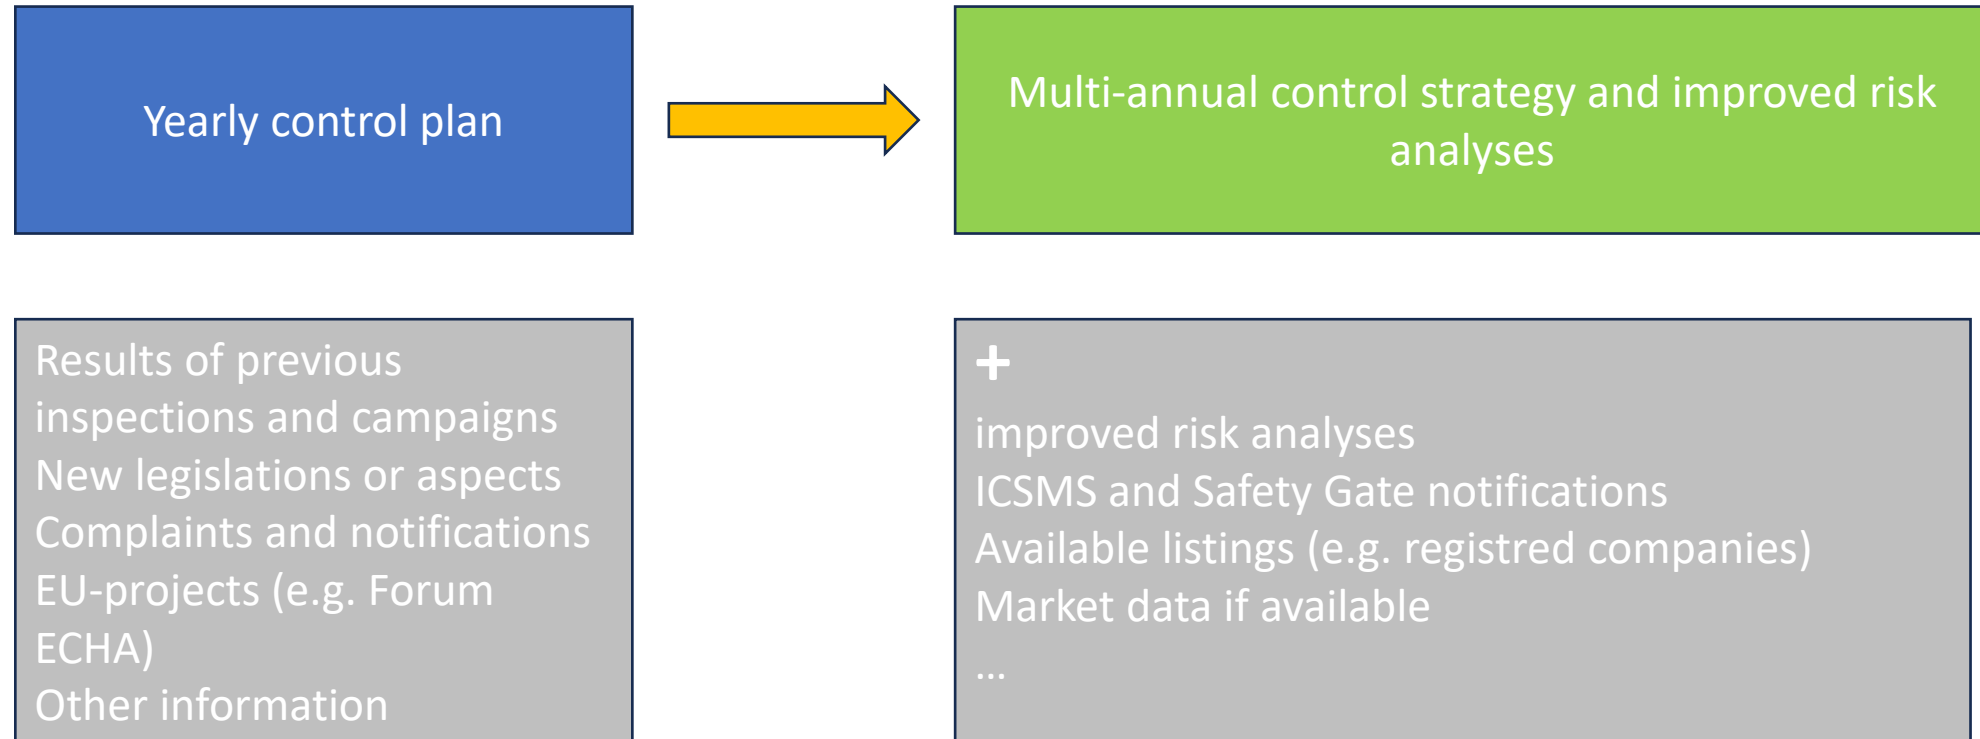 Yearly control plan
Multi-annual control strategy and improved risk
analyses
Results of previous
inspections and campaigns
New legislations or aspects
Complaints and notifications
EU-projects (e.g. Forum
ECHA)
Other information
+
improved risk analyses
ICSMS and Safety Gate notifications
Available listings (e.g. registred companies)
Market data if available
...